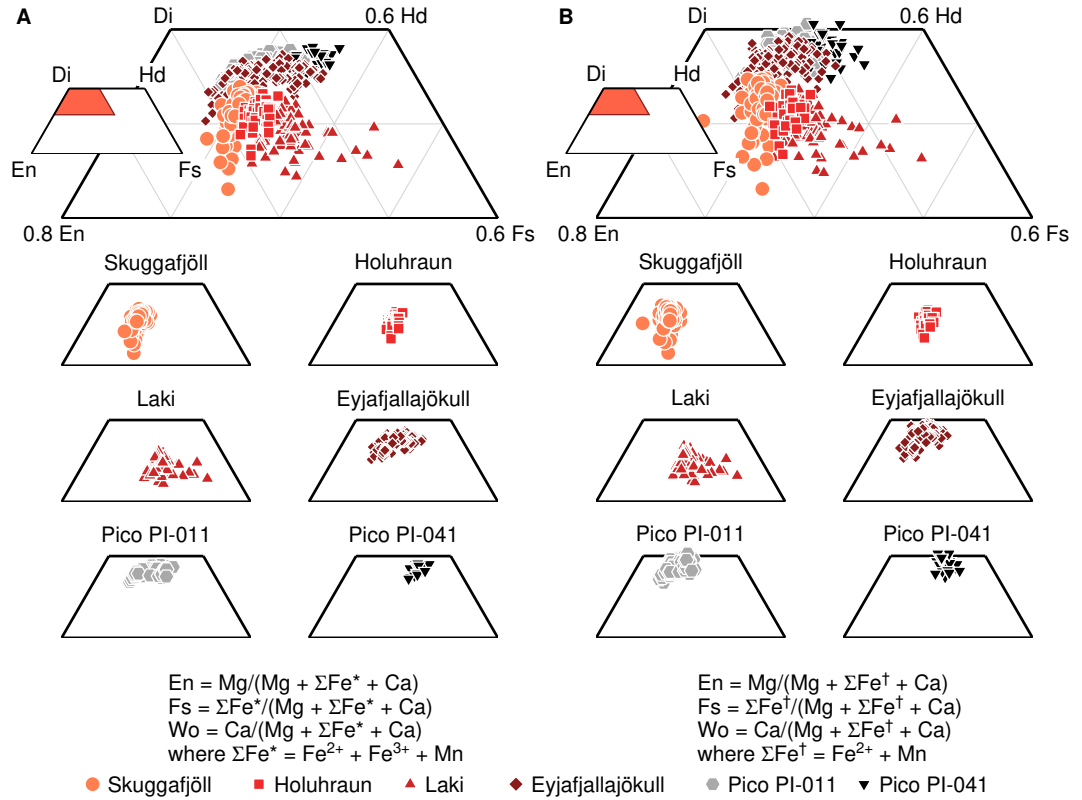 A
Di
0.6 Hd
Di
Hd
En
Fs
0.8 En
0.6 Fs
Skuggafjöll
Holuhraun
Laki
Eyjafjallajökull
Pico PI-011
Pico PI-041
En = Mg/(Mg + ΣFe* + Ca)
Fs = ΣFe*/(Mg + ΣFe* + Ca)
Wo = Ca/(Mg + ΣFe* + Ca)
where ΣFe* = Fe²⁺ + Fe³⁺ + Mn
B
Di
0.6 Hd
Di
Hd
En
Fs
0.8 En
0.6 Fs
Skuggafjöll
Holuhraun
Laki
Eyjafjallajökull
Pico PI-011
Pico PI-041
En = Mg/(Mg + ΣFe† + Ca)
Fs = ΣFe†/(Mg + ΣFe† + Ca)
Wo = Ca/(Mg + ΣFe† + Ca)
where ΣFe† = Fe²⁺ + Mn
Skuggafjöll Holuhraun Laki Eyjafjallajökull Pico PI-011 Pico PI-041